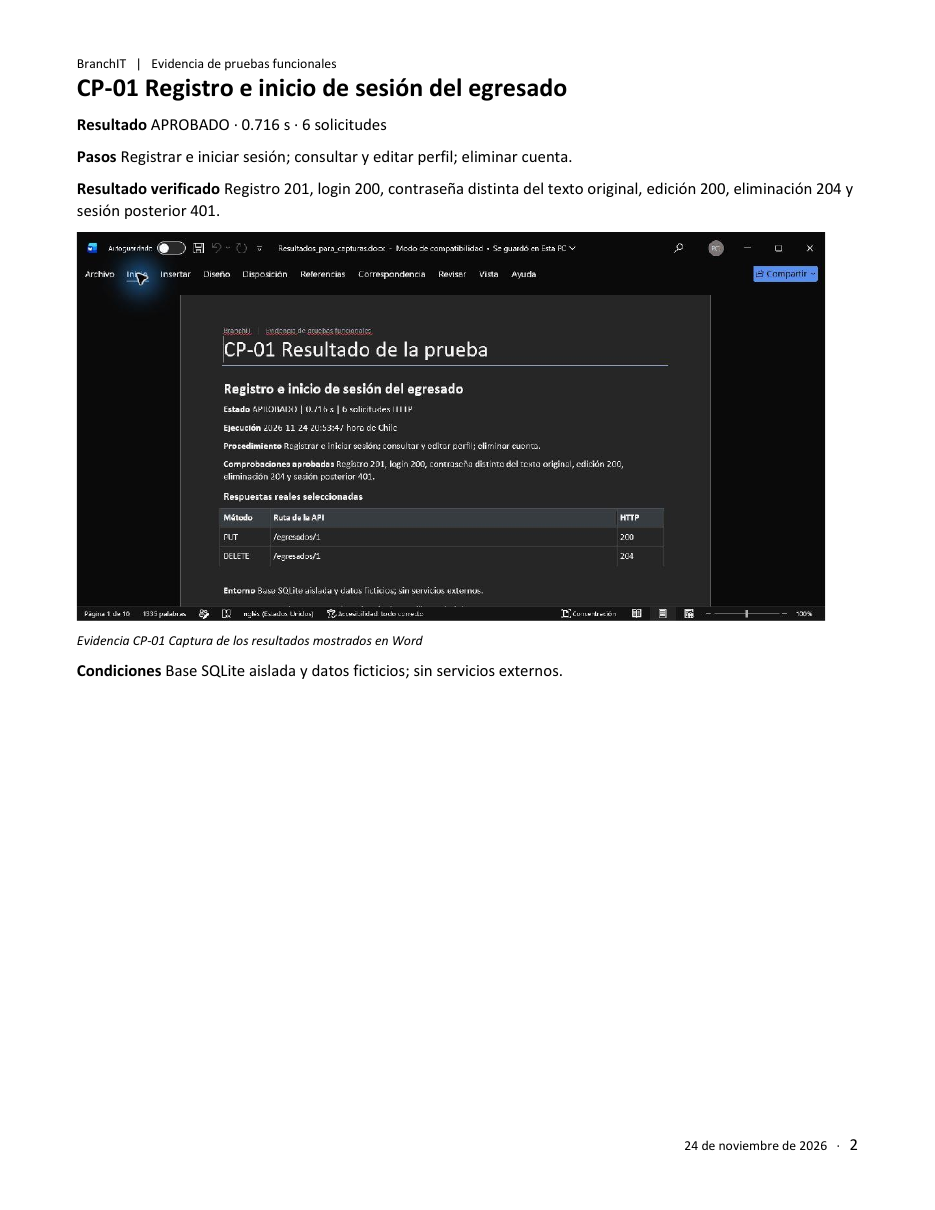 BranchIT | Evidencia de pruebas funcionales
CP-01 Registro e inicio de sesión del egresado
Resultado APROBADO · 0.716 s · 6 solicitudes
Pasos Registrar e iniciar sesión; consultar y editar perfil; eliminar cuenta.
Resultado verificado Registro 201, login 200, contraseña distinta del texto original, edición 200, eliminación 204 y
sesión posterior 401.
Autoguardado Resultados_para_capturas.docx - Modo de compatibilidad • Se guardó en Esta PC
Archivo Inicio Insertar Diseño Disposición Referencias Correspondencia Revisar Vista Ayuda Compartir
BranchIT | Evidencia de pruebas funcionales
CP-01 Resultado de la prueba
Registro e inicio de sesión del egresado
Estado APROBADO | 0.716 s | 6 solicitudes HTTP
Ejecución 2026-11-24 20:53:47 hora de Chile
Procedimiento Registrar e iniciar sesión; consultar y editar perfil; eliminar cuenta.
Comprobaciones aprobadas Registro 201, login 200, contraseña distinto del texto original, edición 200,
eliminación 204 y sesión posterior 401.
Respuestas reales seleccionadas
Método Ruta de la API HTTP
PUT /egresados/1 200
DELETE /egresados/1 204
Entorno Base SQLite aislada y datos ficticios; sin servicios externos.
Página 1 de 10 1335 palabras Inglés (Estados Unidos) Accesibilidad: todo correcto Concentración 100%
Evidencia CP-01 Captura de los resultados mostrados en Word
Condiciones Base SQLite aislada y datos ficticios; sin servicios externos.
24 de noviembre de 2026 · 2